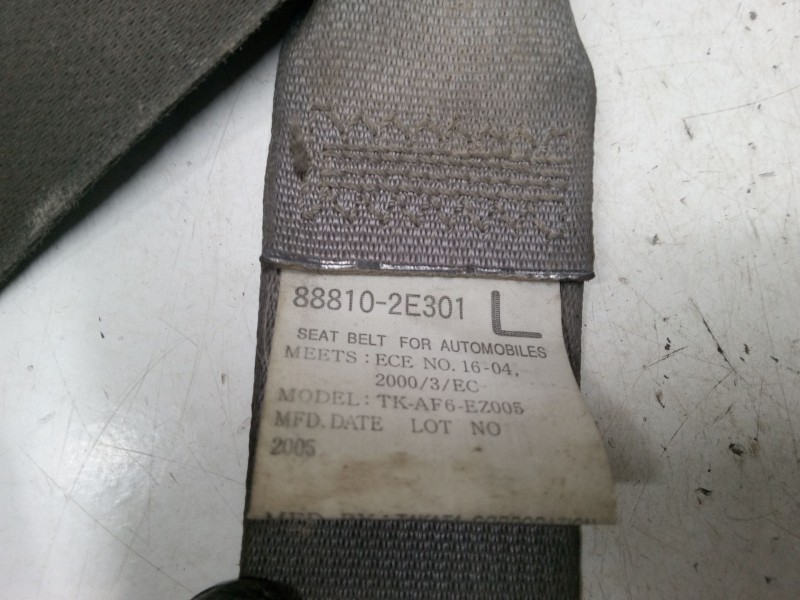 88810-2E301 L
SEAT BELT FOR AUTOMOBILES
MEETS : ECE NO. 16-04,
2000/3/EC
MODEL : TK-AF6-EZ005
MFD. DATE LOT NO
2005